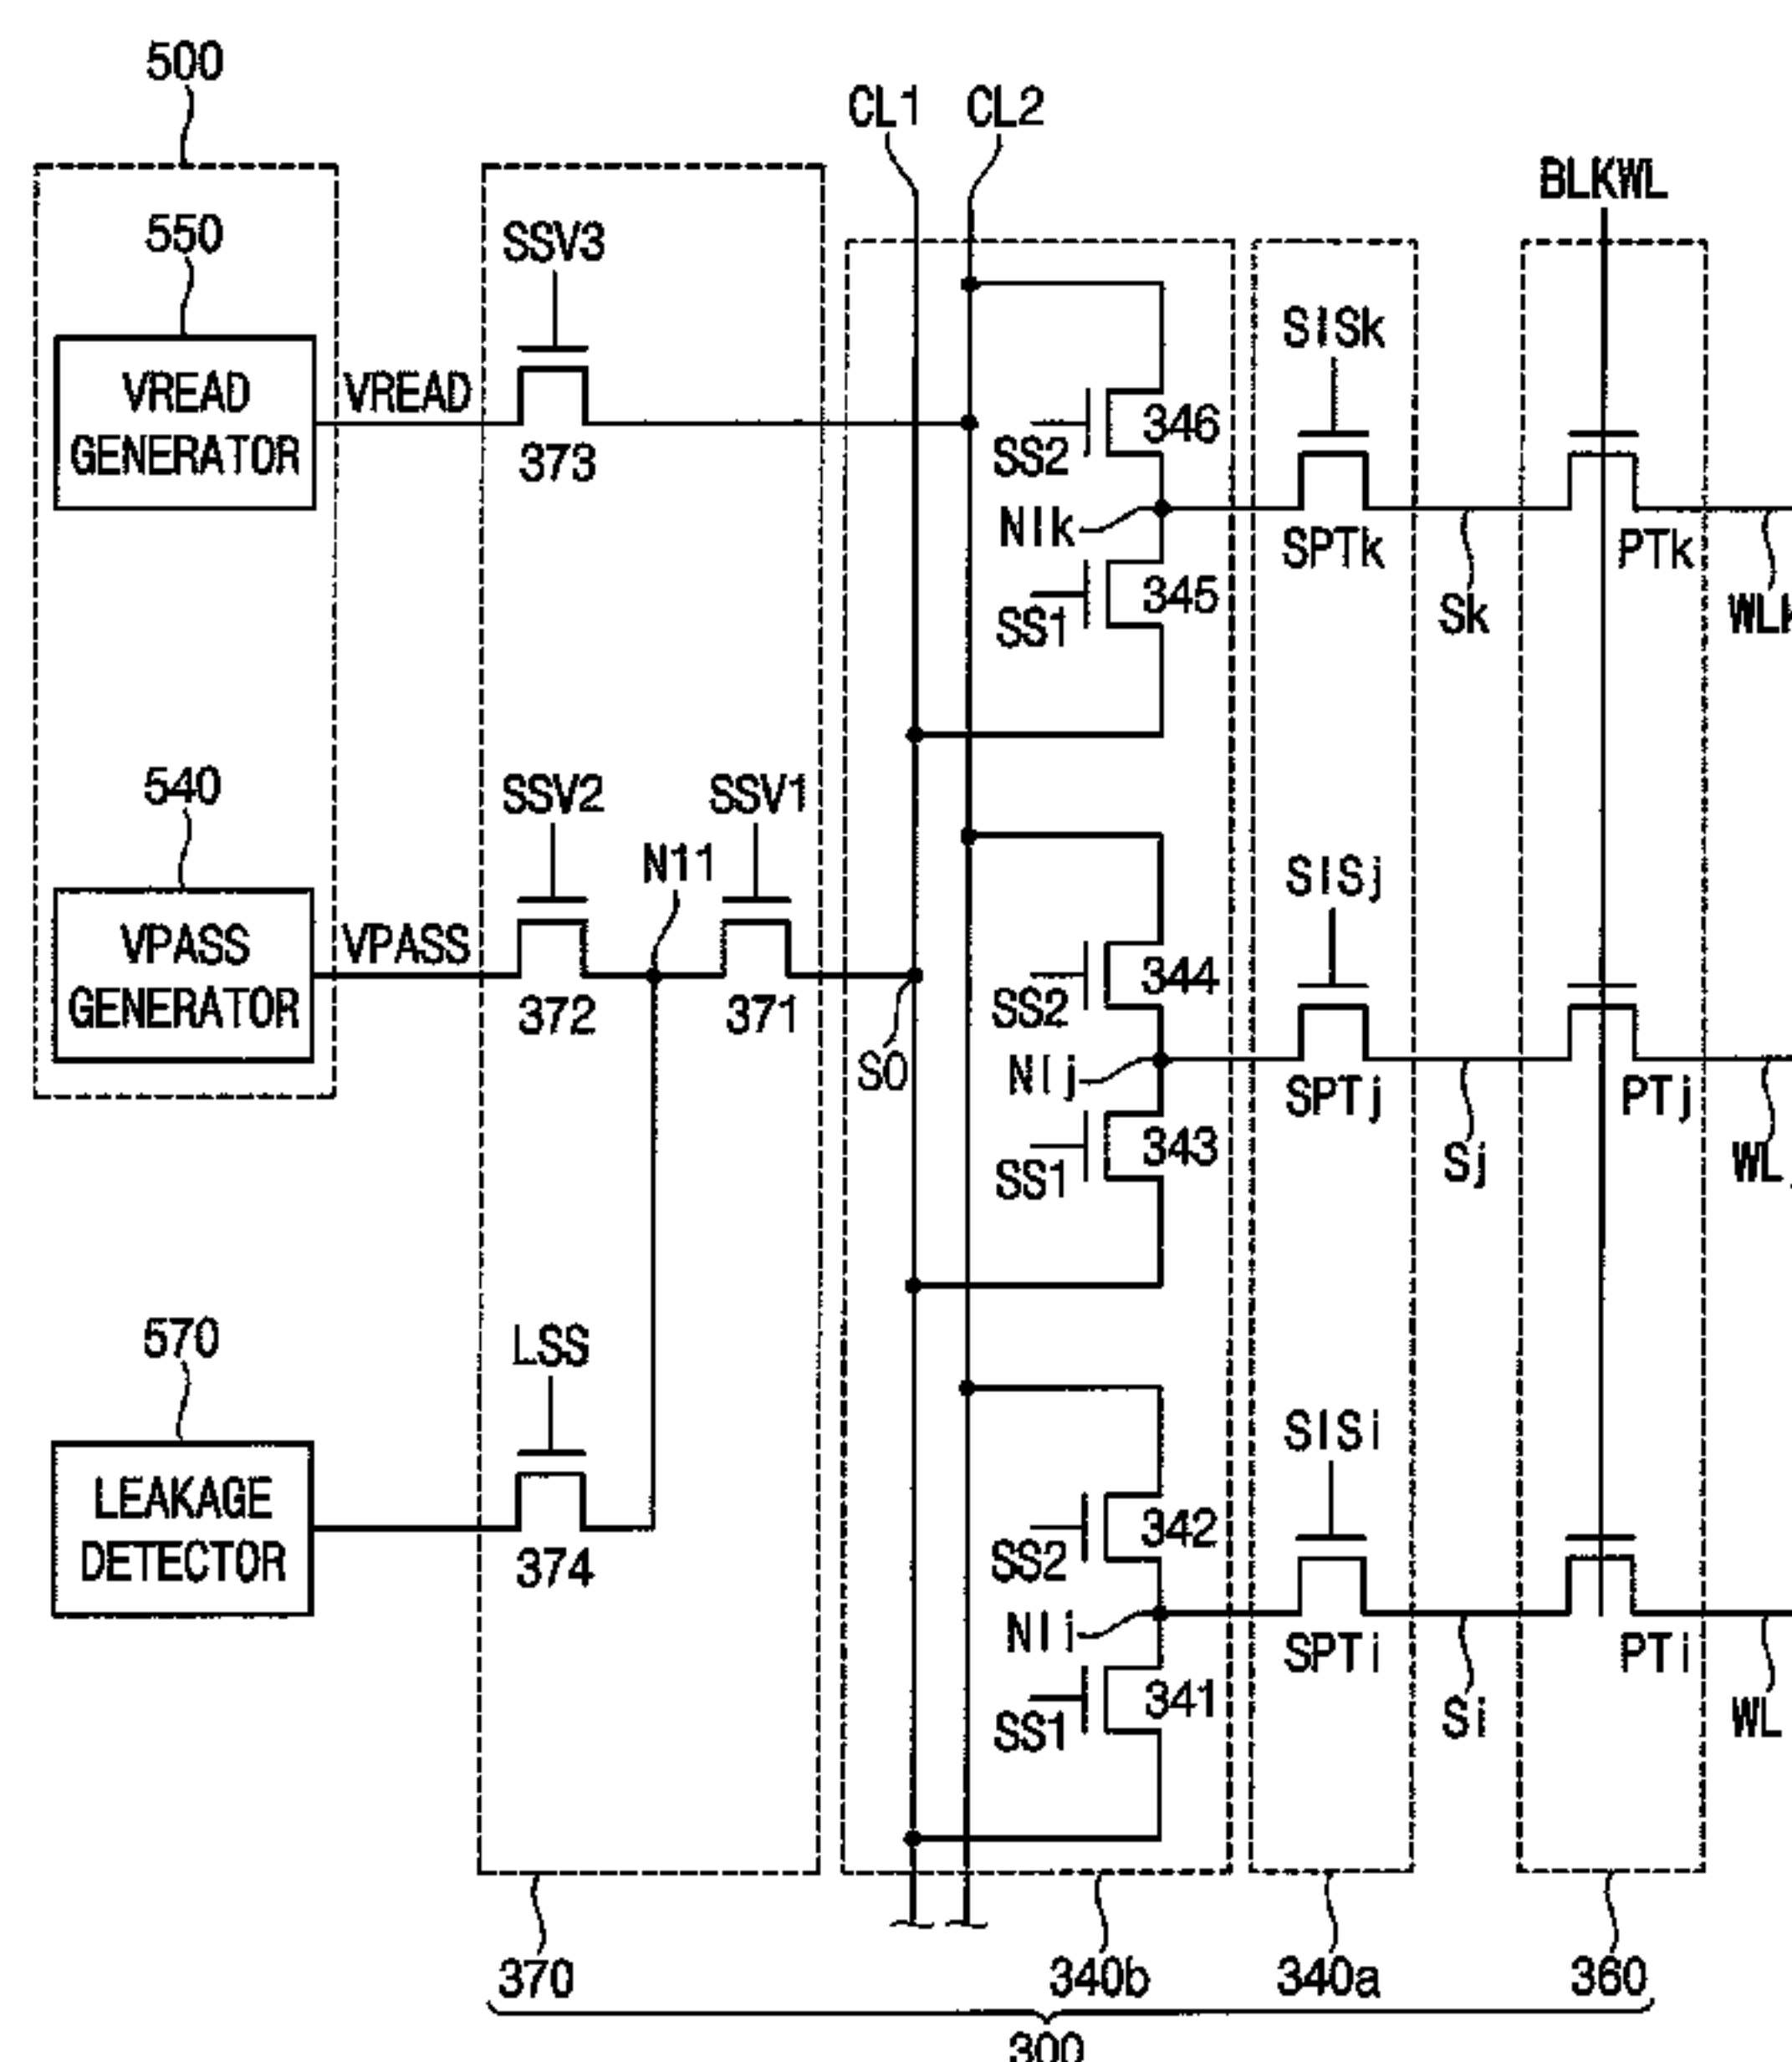 500
CL1 CL2
BLKWL
550
SSV3
SISk
VREAD
GENERATOR
VREAD
373
SS2
346
NIk
SPTk
PTk
SS1
345
Sk
WLk
540
SSV2
SSV1
N11
SISj
VPASS
GENERATOR
VPASS
372
371
SO
SS2
344
NIj
SPTj
PTj
SS1
343
Sj
WLj
570
LSS
SISi
LEAKAGE
DETECTOR
374
SS2
342
NIi
SPTi
PTi
SS1
341
Si
WL
370
340b
340a
360
300